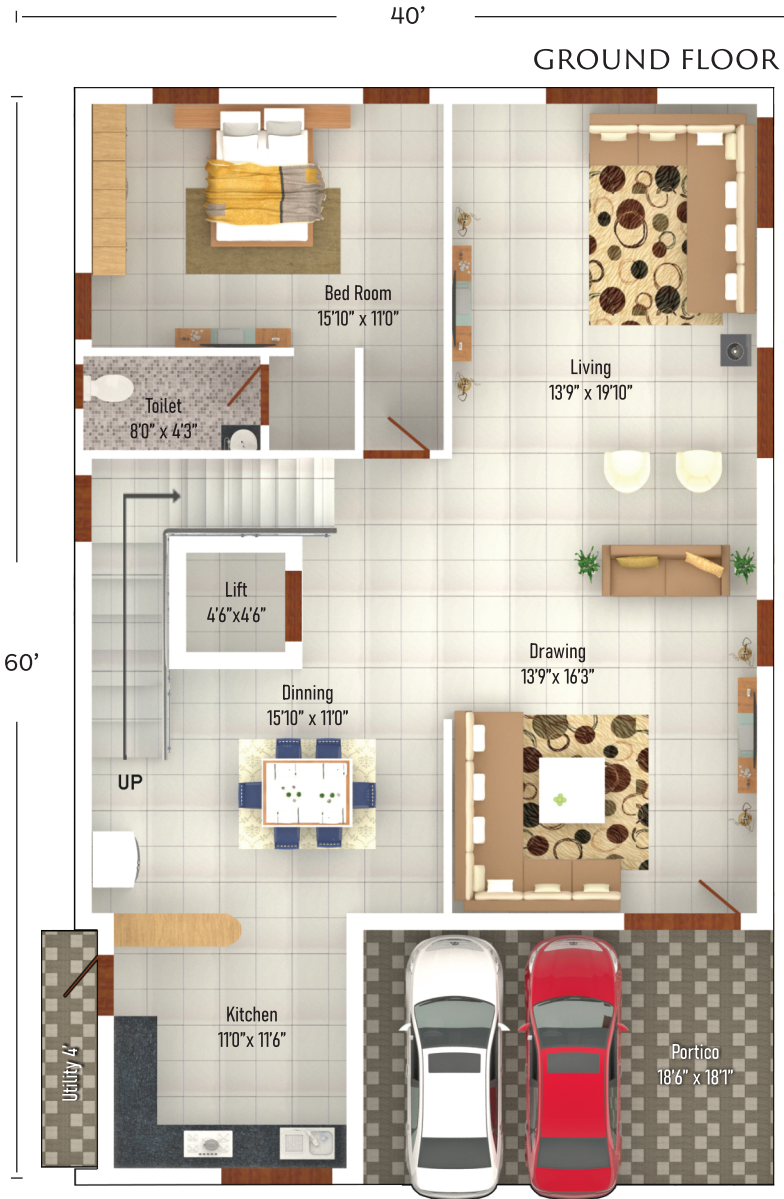 40’
GROUND FLOOR
Bed Room
15’10” x 11’0”
Living
13’9” x 19’10”
Toilet
8’0” x 4’3”
Lift
4’6”x4’6”
60’
Drawing
13’9”x 16’3”
Dinning
15’10” x 11’0”
UP
Kitchen
11’0”x 11’6”
Portico
18’6” x 18’1”
Utility 4’